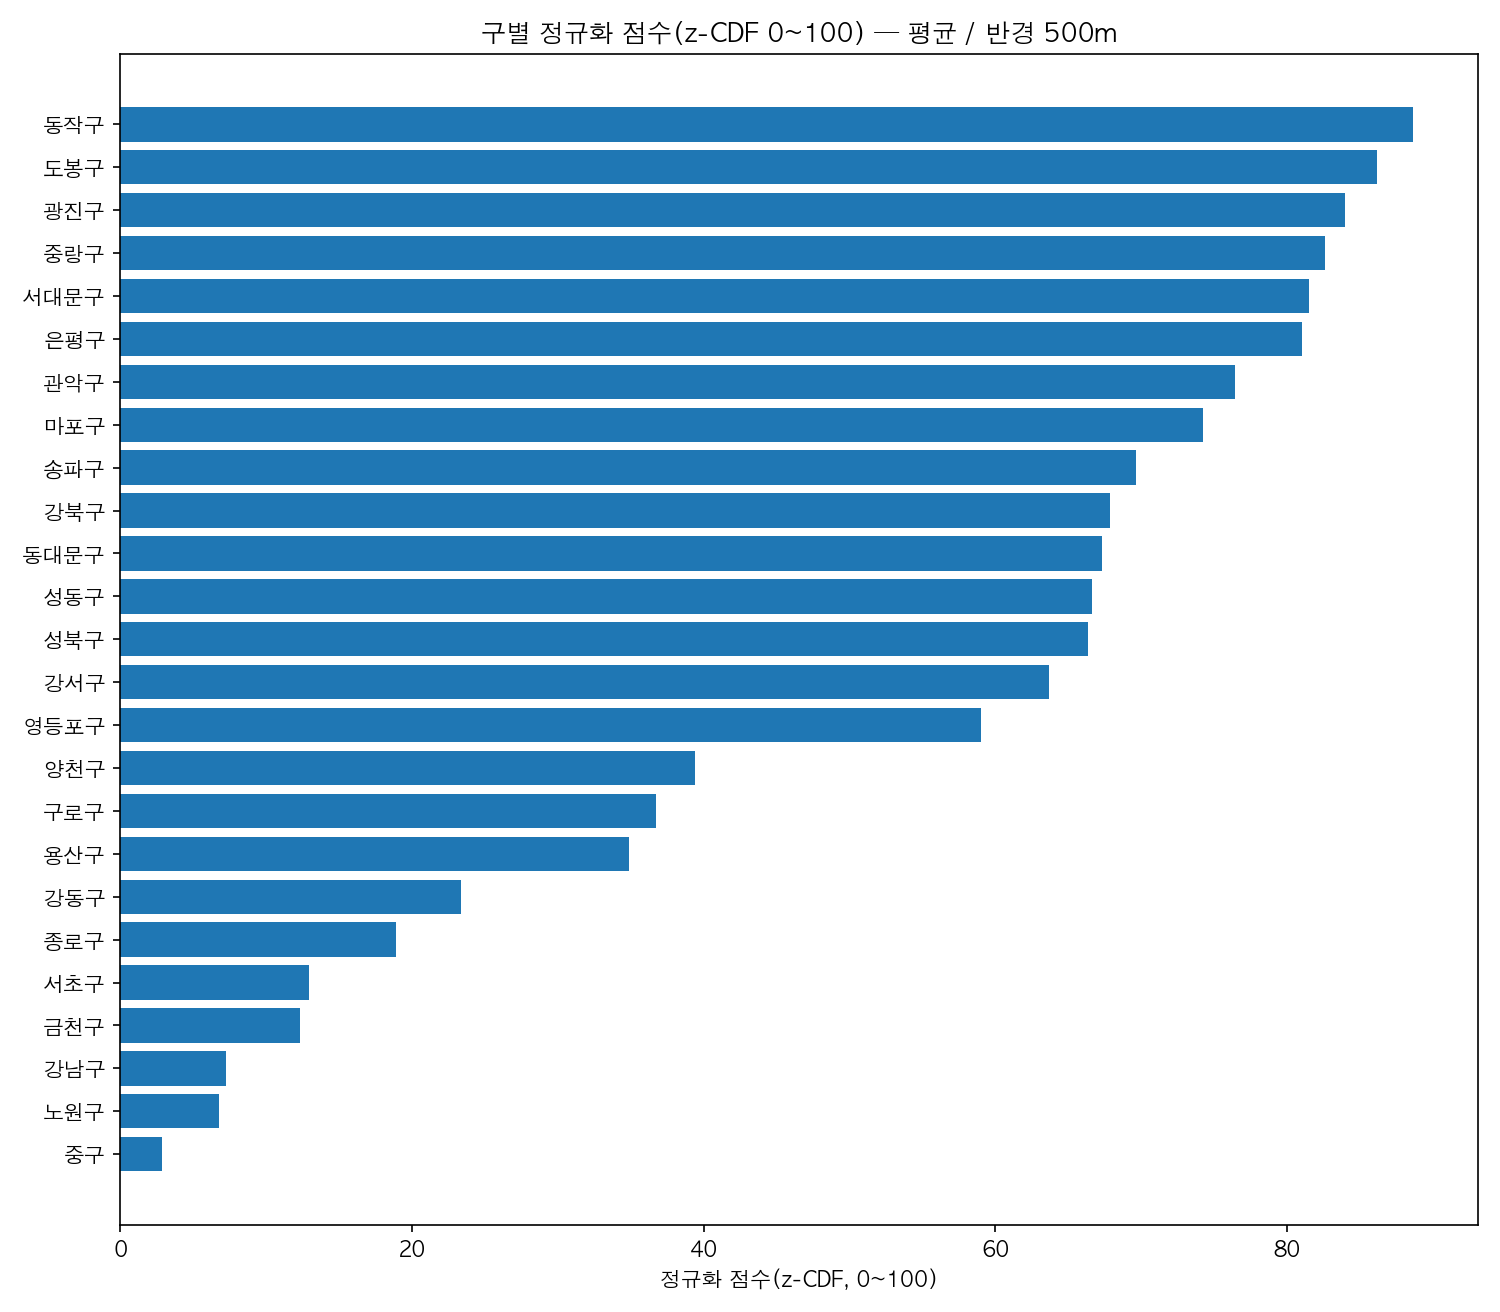 구별 정규화 점수(z-CDF 0~100) — 평균 / 반경 500m
동작구
도봉구
광진구
중랑구
서대문구
은평구
관악구
마포구
송파구
강북구
동대문구
성동구
성북구
강서구
영등포구
양천구
구로구
용산구
강동구
종로구
서초구
금천구
강남구
노원구
중구
0 20 40 60 80
정규화 점수(z-CDF, 0~100)